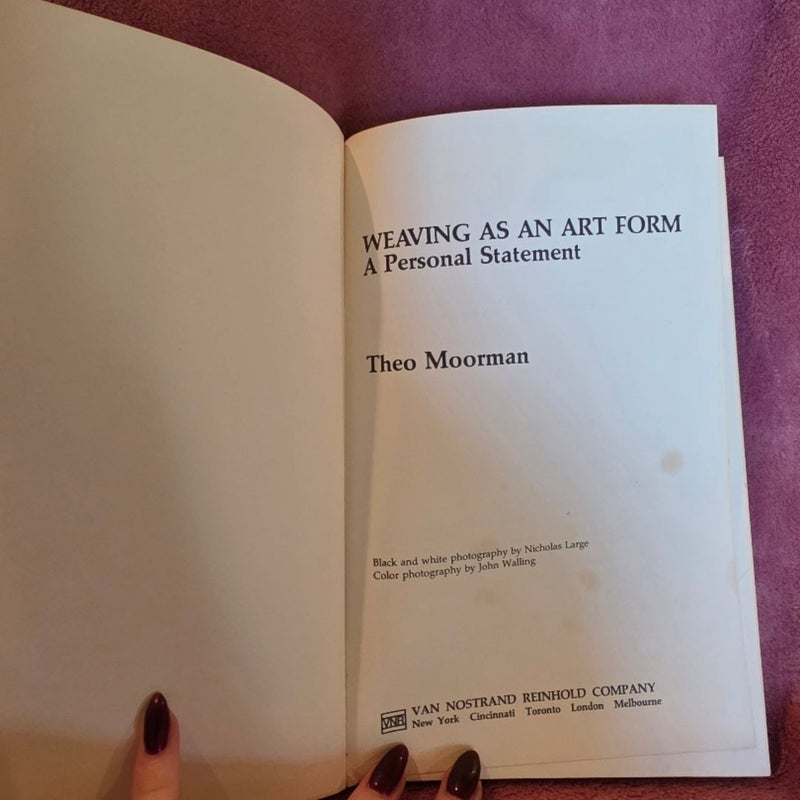 WEAVING AS AN ART FORM
A Personal Statement
Theo Moorman
Black and white photography by Nicholas Large
Color photography by John Walling
VNR
VAN NOSTRAND REINHOLD COMPANY
New York Cincinnati Toronto London Melbourne